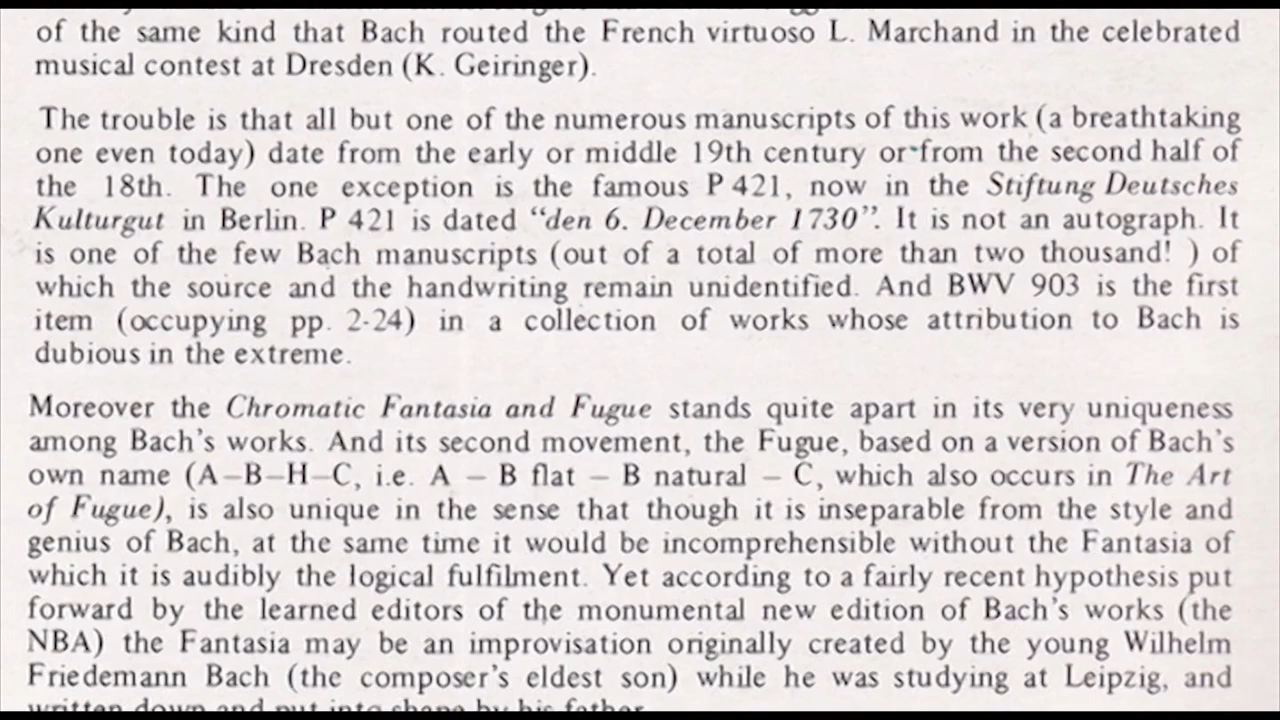 of the same kind that Bach routed the French virtuoso L. Marchand in the celebrated
musical contest at Dresden (K. Geiringer).
The trouble is that all but one of the numerous manuscripts of this work (a breathtaking
one even today) date from the early or middle 19th century or from the second half of
the 18th. The one exception is the famous P 421, now in the Stiftung Deutsches
Kulturgut in Berlin. P 421 is dated “den 6. December 1730”. It is not an autograph. It
is one of the few Bach manuscripts (out of a total of more than two thousand! ) of
which the source and the handwriting remain unidentified. And BWV 903 is the first
item (occupying pp. 2-24) in a collection of works whose attribution to Bach is
dubious in the extreme.
Moreover the Chromatic Fantasia and Fugue stands quite apart in its very uniqueness
among Bach’s works. And its second movement, the Fugue, based on a version of Bach’s
own name (A–B–H–C, i.e. A – B flat – B natural – C, which also occurs in The Art
of Fugue), is also unique in the sense that though it is inseparable from the style and
genius of Bach, at the same time it would be incomprehensible without the Fantasia of
which it is audibly the logical fulfilment. Yet according to a fairly recent hypothesis put
forward by the learned editors of the monumental new edition of Bach’s works (the
NBA) the Fantasia may be an improvisation originally created by the young Wilhelm
Friedemann Bach (the composer’s eldest son) while he was studying at Leipzig, and
written down and put into shape by his father.